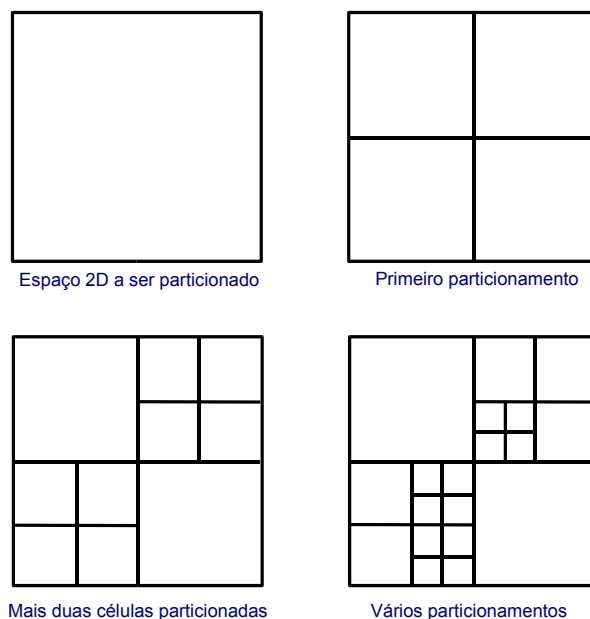 Espaço 2D a ser particionado
Primeiro particionamento
Mais duas células particionadas
Vários particionamentos